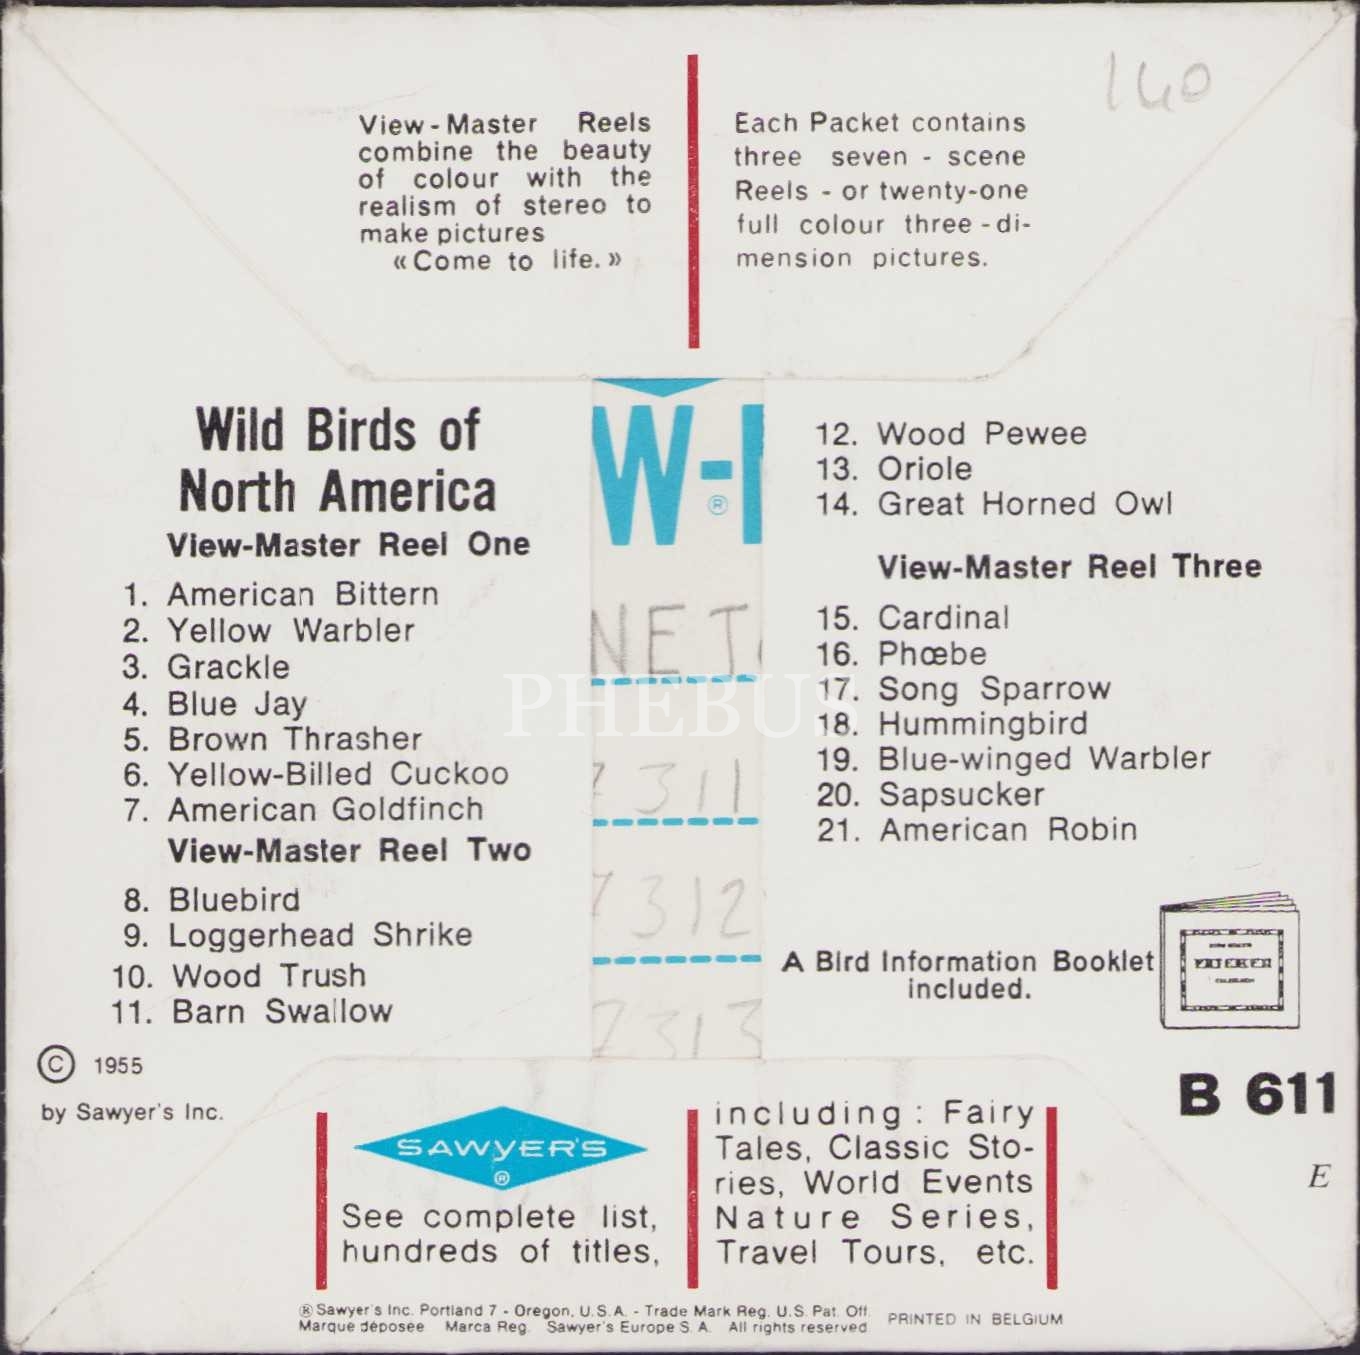 140
View-Master Reels
combine the beauty
of colour with the
realism of stereo to
make pictures
«Come to life.»
Each Packet contains
three seven - scene
Reels - or twenty-one
full colour three-di-
mension pictures.
Wild Birds of
North America
View-Master Reel One
1. American Bittern
2. Yellow Warbler
3. Grackle
4. Blue Jay
5. Brown Thrasher
6. Yellow-Billed Cuckoo
7. American Goldfinch
View-Master Reel Two
8. Bluebird
9. Loggerhead Shrike
10. Wood Trush
11. Barn Swallow
W-
®
NET
7311
7312
7313
PHEBUS
12. Wood Pewee
13. Oriole
14. Great Horned Owl
View-Master Reel Three
15. Cardinal
16. Phœbe
17. Song Sparrow
18. Hummingbird
19. Blue-winged Warbler
20. Sapsucker
21. American Robin
A Bird Information Booklet
included.
© 1955
by Sawyer's Inc.
B 611
E
SAWYER'S
®
See complete list,
hundreds of titles,
including : Fairy
Tales, Classic Sto-
ries, World Events
Nature Series,
Travel Tours, etc.
® Sawyer's Inc. Portland 7 - Oregon, U.S.A. - Trade Mark Reg. U.S. Pat. Off.
Marque déposée Marca Reg. Sawyer's Europe S. A. All rights reserved
PRINTED IN BELGIUM